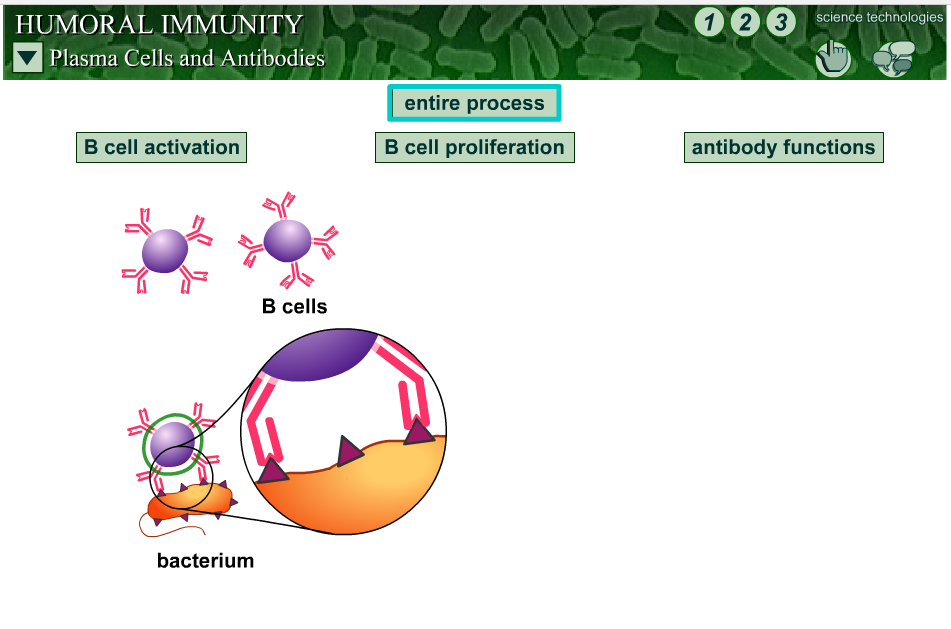 HUMORAL IMMUNITY
1 2 3
science technologies
Plasma Cells and Antibodies
entire process
B cell activation
B cell proliferation
antibody functions
B cells
bacterium